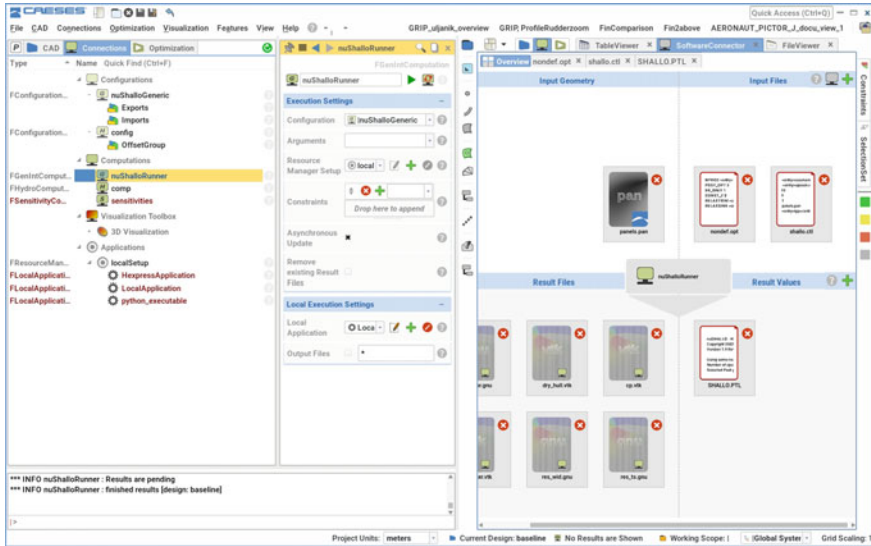 CAESES
Quick Access (Ctrl+Q)
File CAD Connections Optimization Visualization Features View Help
GRIP_uljanik_overview GRIP_ProfileRudderzoom FinComparison Fin2above AERONAUT_PICTOR_J_docu_view_1
CAD Connections Optimization
nuShalloRunner
TableViewer SoftwareConnector FileViewer
Type Name Quick Find (Ctrl+F)
FGenIntComputation
Overview nondef.opt shallo.ctl SHALLO.PTL
Configurations
nuShalloRunner
Input Geometry Input Files
FConfiguration... nuShalloGeneric
Exports
Execution Settings
Imports
Configuration nuShalloGeneric
FConfiguration... config
OffsetGroup
Arguments
Computations
Resource
Manager Setup local
FGenIntComput... nuShalloRunner
FHydroComput... comp
FSensitivityCo... sensitivities
Constraints
Drop here to append
Visualization Toolbox
3D Visualization
Asynchronous
Update
Applications
Remove
existing Result
Files
FResourceMan... localSetup
FLocalApplicati... HexpressApplication
FLocalApplicati... LocalApplication
FLocalApplicati... python_executable
Local Execution Settings
Local
Application Loca
Output Files *
Constraints
SelectionSet
pan
panels.pan nondef.opt shallo.ctl
nuShalloRunner
Result Files Result Values
dry_hull.vtk cp.vtk SHALLO.PTL
res_wid.gnu res_ts.gnu
*** INFO nuShalloRunner : Results are pending
*** INFO nuShalloRunner : finished results [design: baseline]
Project Units: meters Current Design: baseline No Results are Shown Working Scope: | |Global System Grid Scaling: 1